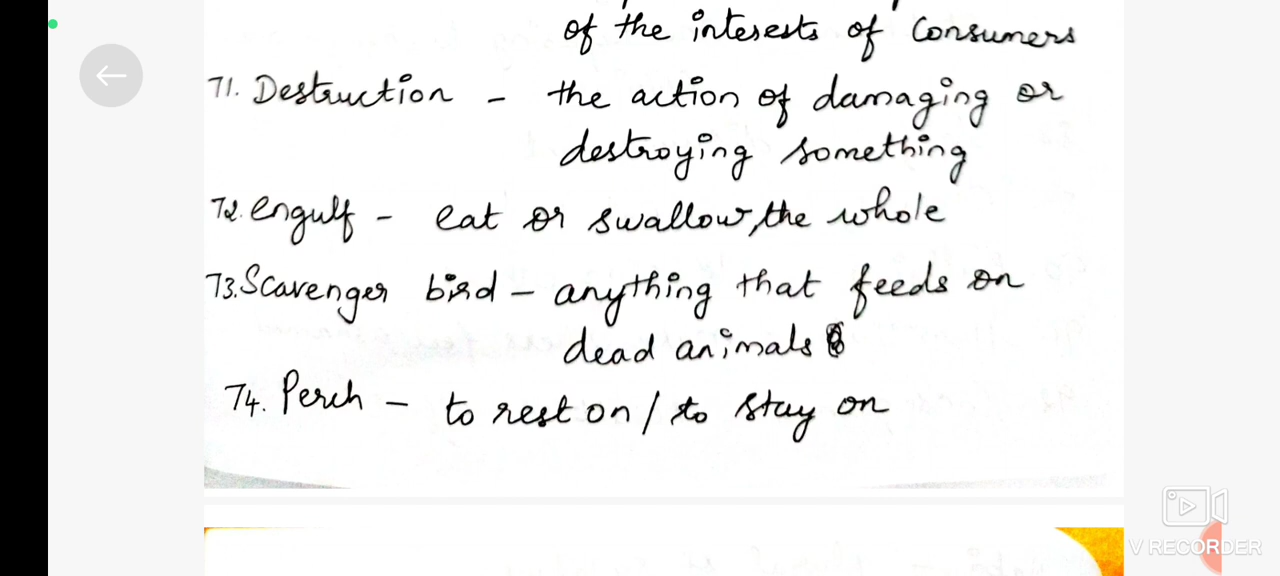 of the interests of Consumers
71. Destruction - the action of damaging or
destroying something
72. engulf - eat or swallow, the whole
73. Scavenger bird - anything that feeds on
dead animals
74. Perch - to rest on / to stay on
V RECORDER